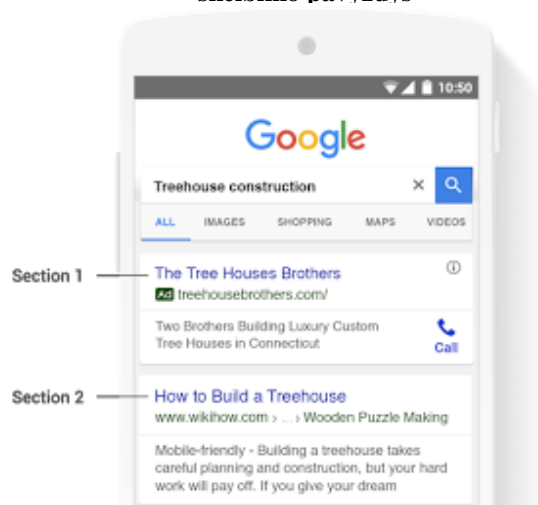 10:50
Google
Treehouse construction ×
ALL IMAGES SHOPPING MAPS VIDEOS
Section 1
The Tree Houses Brothers
Ad treehousebrothers.com/
Two Brothers Building Luxury Custom
Tree Houses in Connecticut
Call
Section 2
How to Build a Treehouse
www.wikihow.com › ... › Wooden Puzzle Making
Mobile-friendly - Building a treehouse takes
careful planning and construction, but your hard
work will pay off. If you give your dream